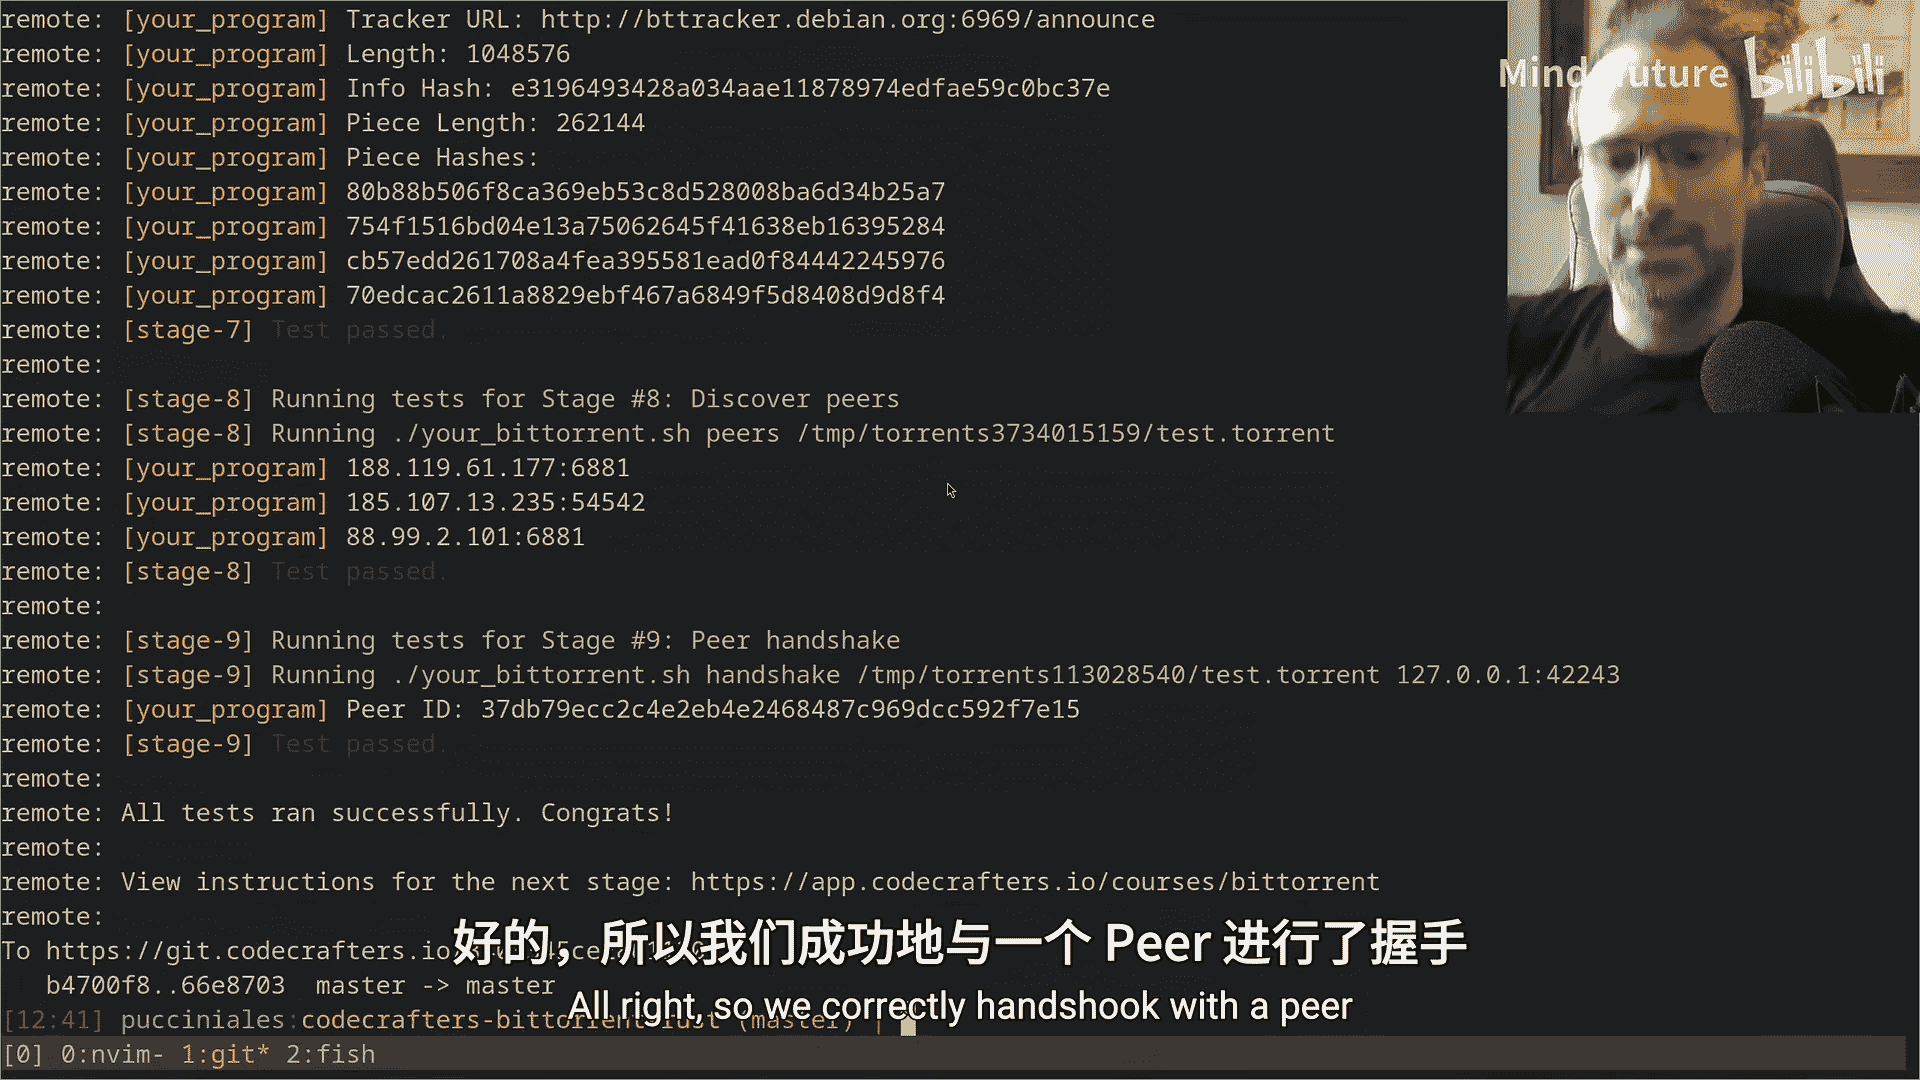 remote: [your_program] Tracker URL: http://bttracker.debian.org:6969/announce
remote: [your_program] Length: 1048576
remote: [your_program] Info Hash: e3196493428a034aae11878974edfae59c0bc37e
remote: [your_program] Piece Length: 262144
remote: [your_program] Piece Hashes:
remote: [your_program] 80b88b506f8ca369eb53c8d528008ba6d34b25a7
remote: [your_program] 754f1516bd04e13a75062645f41638eb16395284
remote: [your_program] cb57edd261708a4fea395581ead0f84442245976
remote: [your_program] 70edcac2611a8829ebf467a6849f5d8408d9d8f4
remote: [stage-7] Test passed.
remote:
remote: [stage-8] Running tests for Stage #8: Discover peers
remote: [stage-8] Running ./your_bittorrent.sh peers /tmp/torrents3734015159/test.torrent
remote: [your_program] 188.119.61.177:6881
remote: [your_program] 185.107.13.235:54542
remote: [your_program] 88.99.2.101:6881
remote: [stage-8] Test passed.
remote:
remote: [stage-9] Running tests for Stage #9: Peer handshake
remote: [stage-9] Running ./your_bittorrent.sh handshake /tmp/torrents113028540/test.torrent 127.0.0.1:42243
remote: [your_program] Peer ID: 37db79ecc2c4e2eb4e2468487c969dcc592f7e15
remote: [stage-9] Test passed.
remote:
remote: All tests ran successfully. Congrats!
remote:
remote: View instructions for the next stage: https://app.codecrafters.io/courses/bittorrent
remote:
To https://git.codecrafters.io
b4700f8..66e8703 master -> master
[12:41] pucciniales:codecrafters-bittorrent-rust (master) |
[0] 0:nvim- 1:git* 2:fish
bilibili
好的，所以我们成功地与一个 Peer 进行了握手
All right, so we correctly handshook with a peer